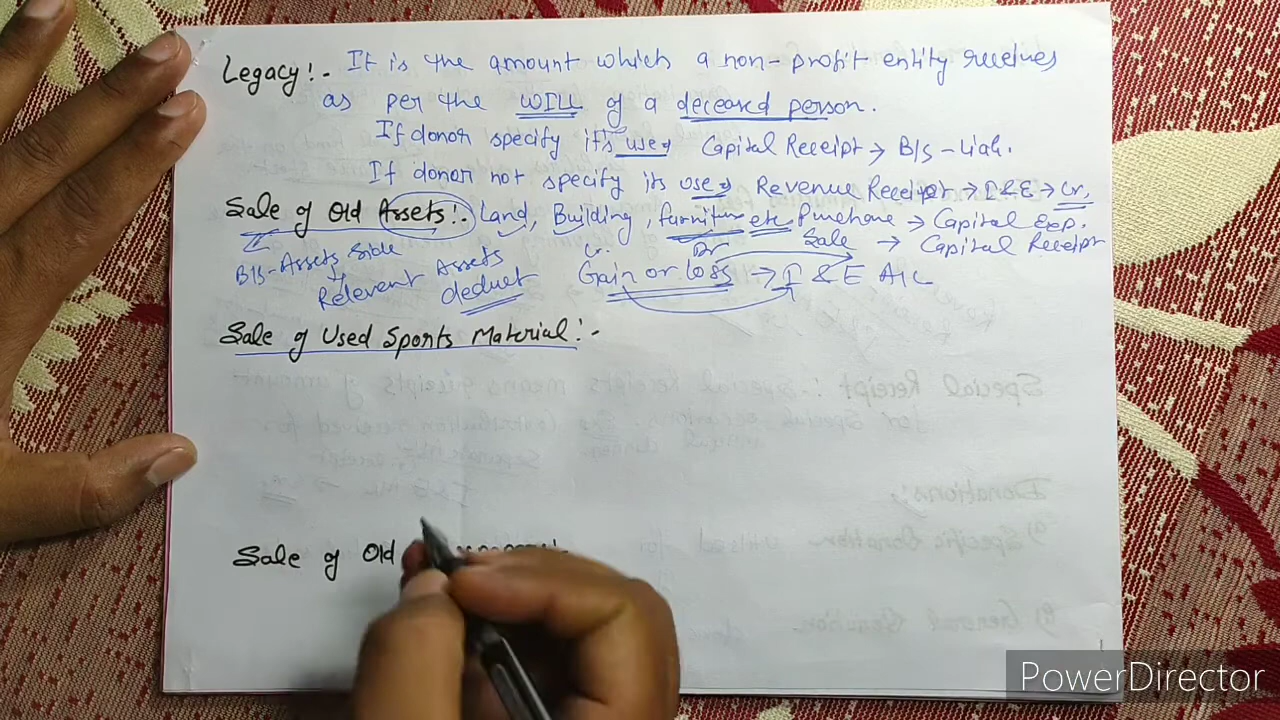 Legacy :- It is the amount which a non-profit entity receives
as per the WILL of a deceased person.
If donor specify it's use → Capital Receipt → B/s - Liab.
If donor not specify its use → Revenue Receipt → I & E → Cr.
Sale of Old Assets :- Land, Building, furniture etc. Purchase → Capital Exp.
Sale → Capital Receipt
B/s - Assets side
Relevent Assets
deduct
Cr. Dr
Gain or loss → I & E A/c
Sale of Used Sports Material :-
Sale of Old
PowerDirector